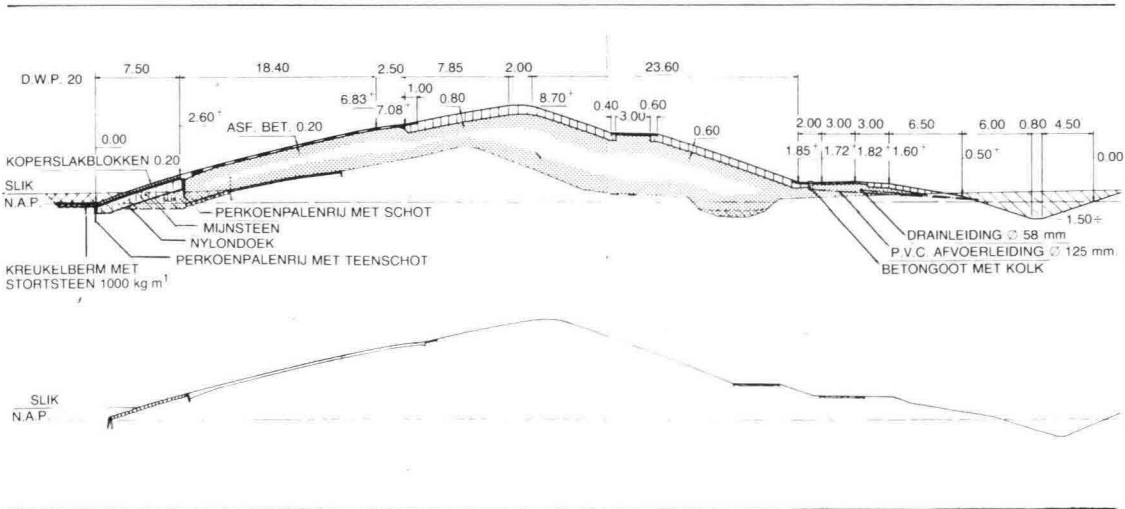 D.W.P. 20
7.50 18.40 2.50 7.85 2.00 23.60
1.00
6.83+ 7.08+ 0.80 8.70+ 0.40 3.00 0.60
2.60+
0.00
ASF. BET. 0.20
0.60
2.00 3.00 3.00 6.50 6.00 0.80 4.50
1.85+ 1.72 1.82+ 1.60+ 0.50+ 0.00
KOPERSLAKBLOKKEN 0.20
SLIK
N.A.P.
SLIK
1.50÷
PERKOENPALENRIJ MET SCHOT
MIJNSTEEN
NYLONDOEK
PERKOENPALENRIJ MET TEENSCHOT
KREUKELBERM MET
STORTSTEEN 1000 kg m¹
DRAINLEIDING ∅ 58 mm
P.V.C. AFVOERLEIDING ∅ 125 mm.
BETONGOOT MET KOLK
SLIK
N.A.P.